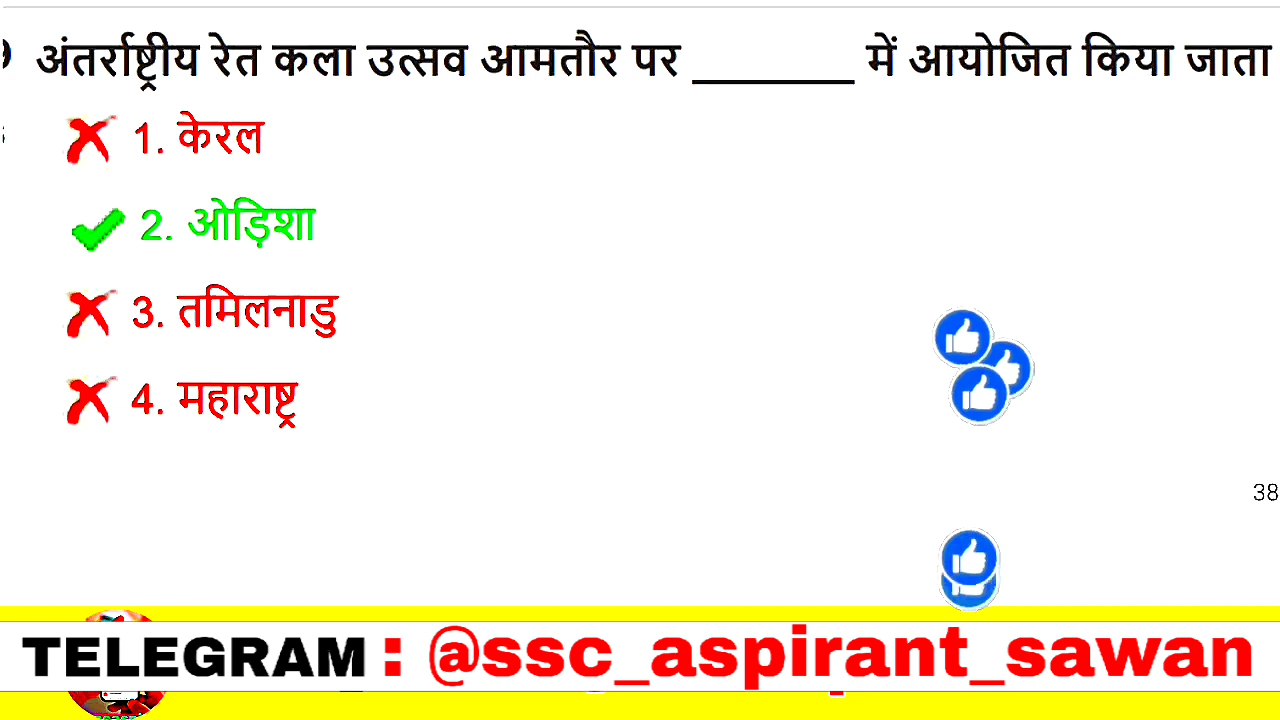 अंतर्राष्ट्रीय रेत कला उत्सव आमतौर पर ________ में आयोजित किया जाता
1. केरल
2. ओड़िशा
3. तमिलनाडु
4. महाराष्ट्र
38
TELEGRAM : @ssc_aspirant_sawan